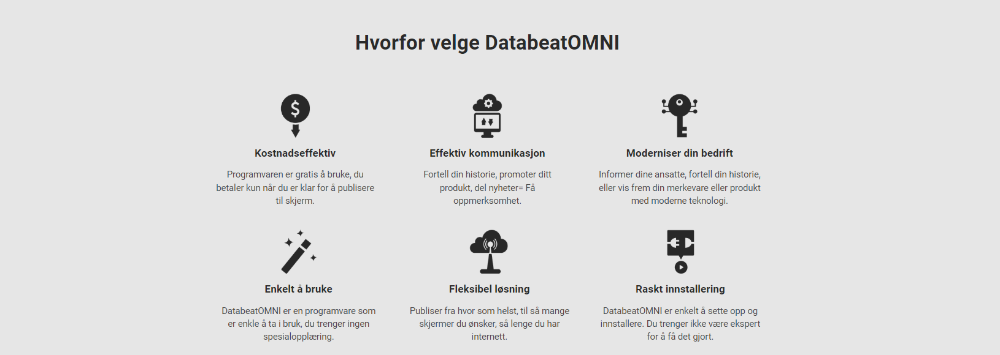 Hvorfor velge DatabeatOMNI
$
Kostnadseffektiv
Programvaren er gratis å bruke, du
betaler kun når du er klar for å publisere
til skjerm.
Effektiv kommunikasjon
Fortell din historie, promoter ditt
produkt, del nyheter= Få
oppmerksomhet.
Moderniser din bedrift
Informer dine ansatte, fortell din historie,
eller vis frem din merkevare eller produkt
med moderne teknologi.
Enkelt å bruke
DatabeatOMNI er en programvare som
er enkle å ta i bruk, du trenger ingen
spesialopplæring.
Fleksibel løsning
Publiser fra hvor som helst, til så mange
skjermer du ønsker, så lenge du har
internett.
Raskt innstallering
DatabeatOMNI er enkelt å sette opp og
innstallere. Du trenger ikke være ekspert
for å få det gjort.